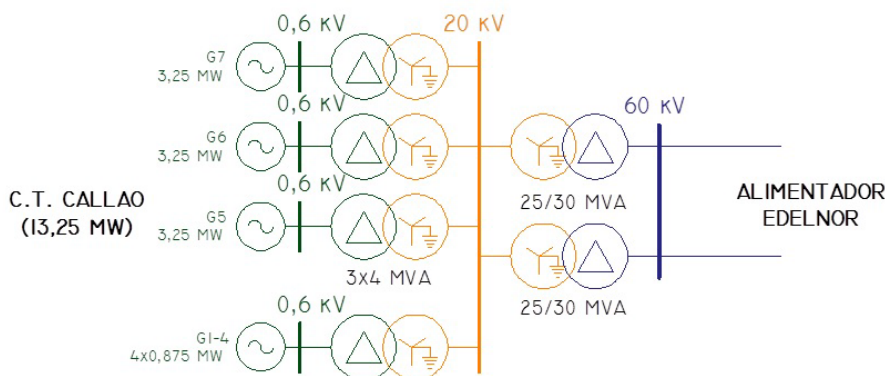 0,6 kV
20 kV
G7
3,25 MW
0,6 kV
60 kV
G6
3,25 MW
25/30 MVA
0,6 kV
C.T. CALLAO
(13,25 MW)
G5
3,25 MW
ALIMENTADOR
EDELNOR
3x4 MVA
0,6 kV
25/30 MVA
G1-4
4x0,875 MW